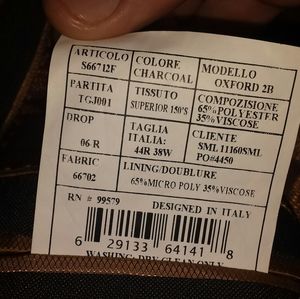 ARTICOLO
S66712F
COLORE
CHARCOAL
MODELLO
OXFORD 2B
PARTITA
TGJ001
TISSUTO
SUPERIOR 150'S
COMPOZISIONE
65%POLYESTER
35%VISCOSE
DROP
06 R
TAGLIA
ITALIA:
44R 38W
CLIENTE
SML 11160SML
PO#4450
FABRIC
66702
LINING/DOUBLURE
65%MICRO POLY 35%VISCOSE
RN # 99579
DESIGNED IN ITALY
6 29133 64141 8
WASHING: DRY CLEAN ONLY